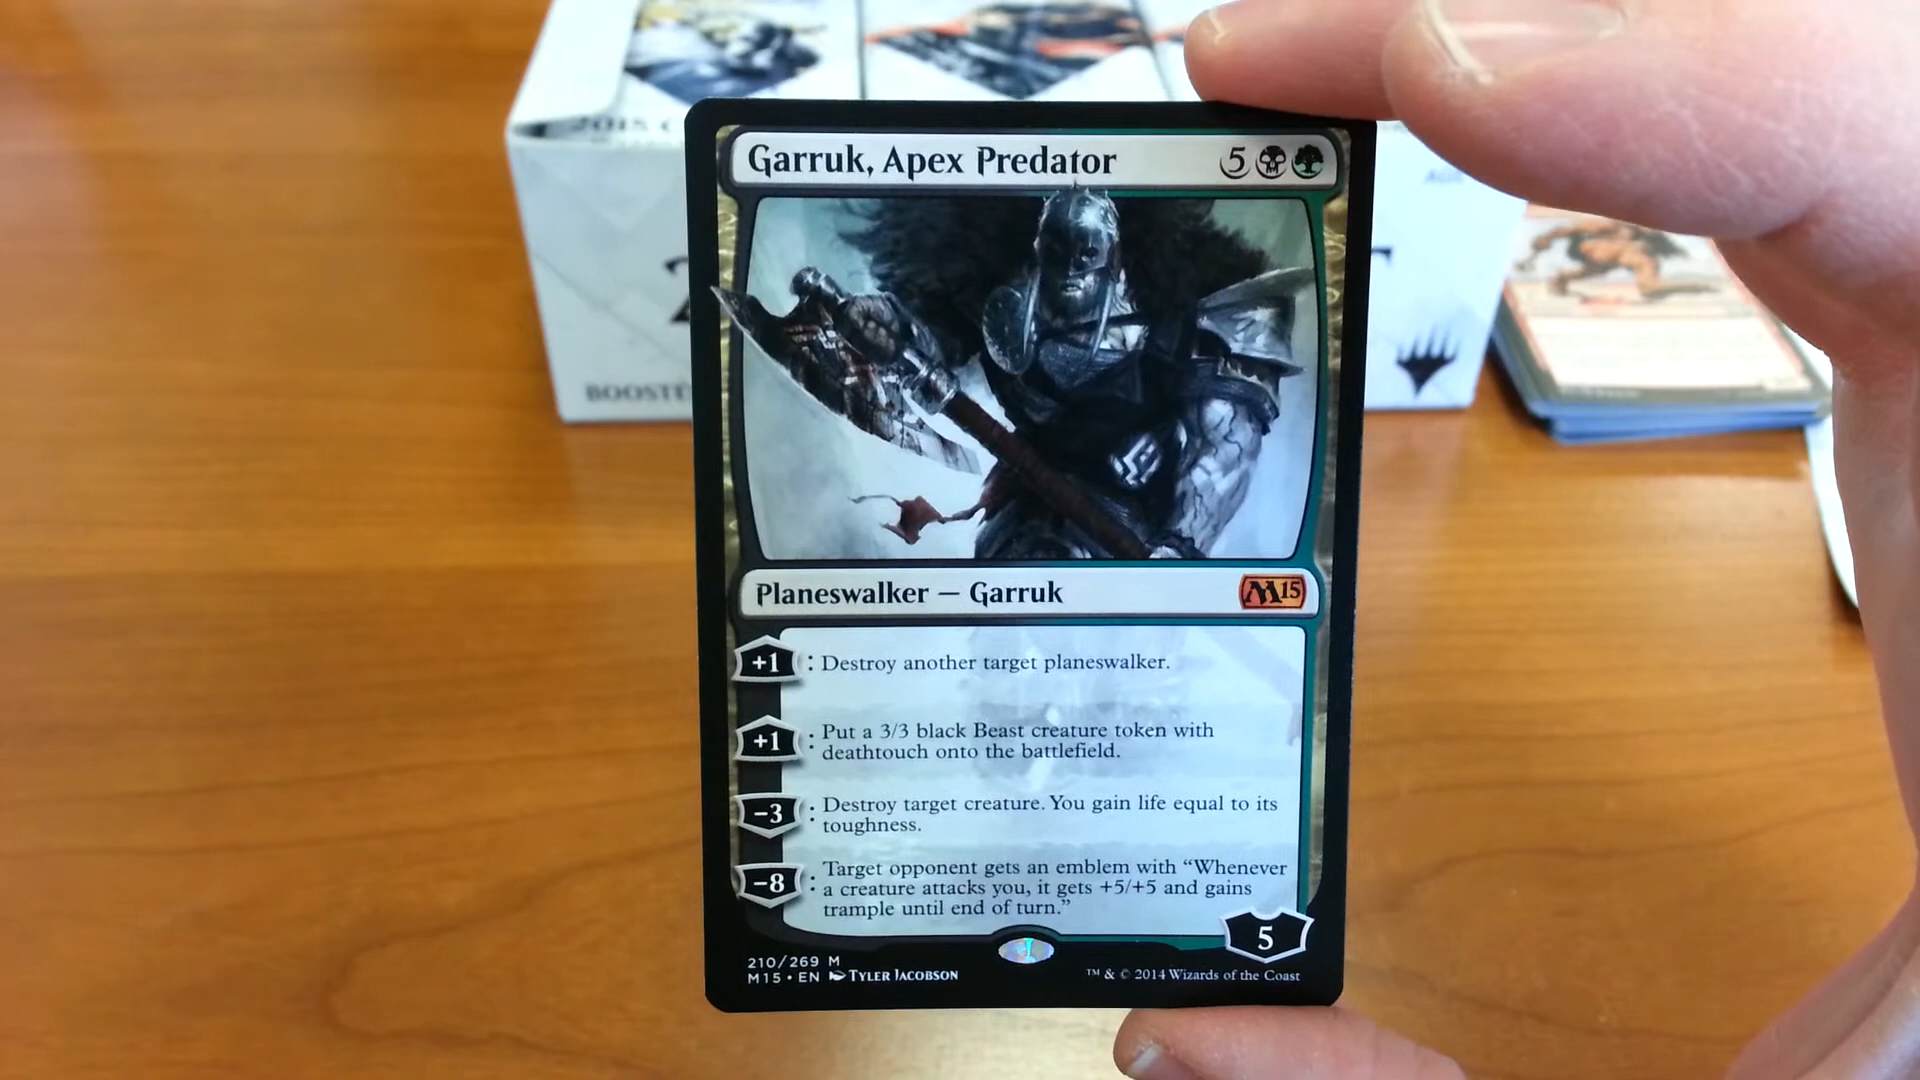 Garruk, Apex Predator 5
Planeswalker — Garruk M15
+1 : Destroy another target planeswalker.
+1 : Put a 3/3 black Beast creature token with
deathtouch onto the battlefield.
−3 : Destroy target creature. You gain life equal to its
toughness.
−8 : Target opponent gets an emblem with “Whenever
a creature attacks you, it gets +5/+5 and gains
trample until end of turn.”
5
210/269 M
M15 • EN TYLER JACOBSON
™ & © 2014 Wizards of the Coast